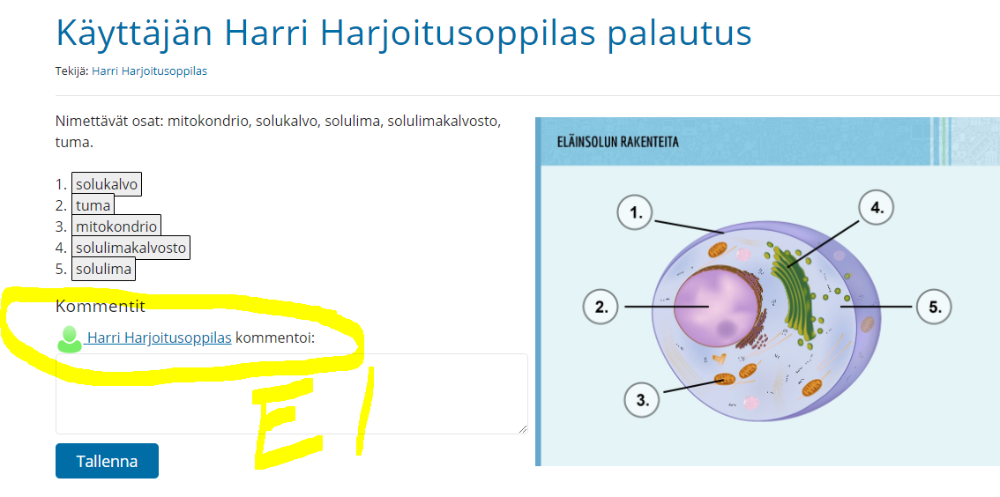 Käyttäjän Harri Harjoitusoppilas palautus
Tekijä: Harri Harjoitusoppilas
Nimettävät osat: mitokondrio, solukalvo, solulima, solulimakalvosto,
tuma.
1. solukalvo
2. tuma
3. mitokondrio
4. solulimakalvosto
5. solulima
Kommentit
Harri Harjoitusoppilas kommentoi:
EI
Tallenna
ELÄINSOLUN RAKENTEITA
1.
4.
2.
5.
3.